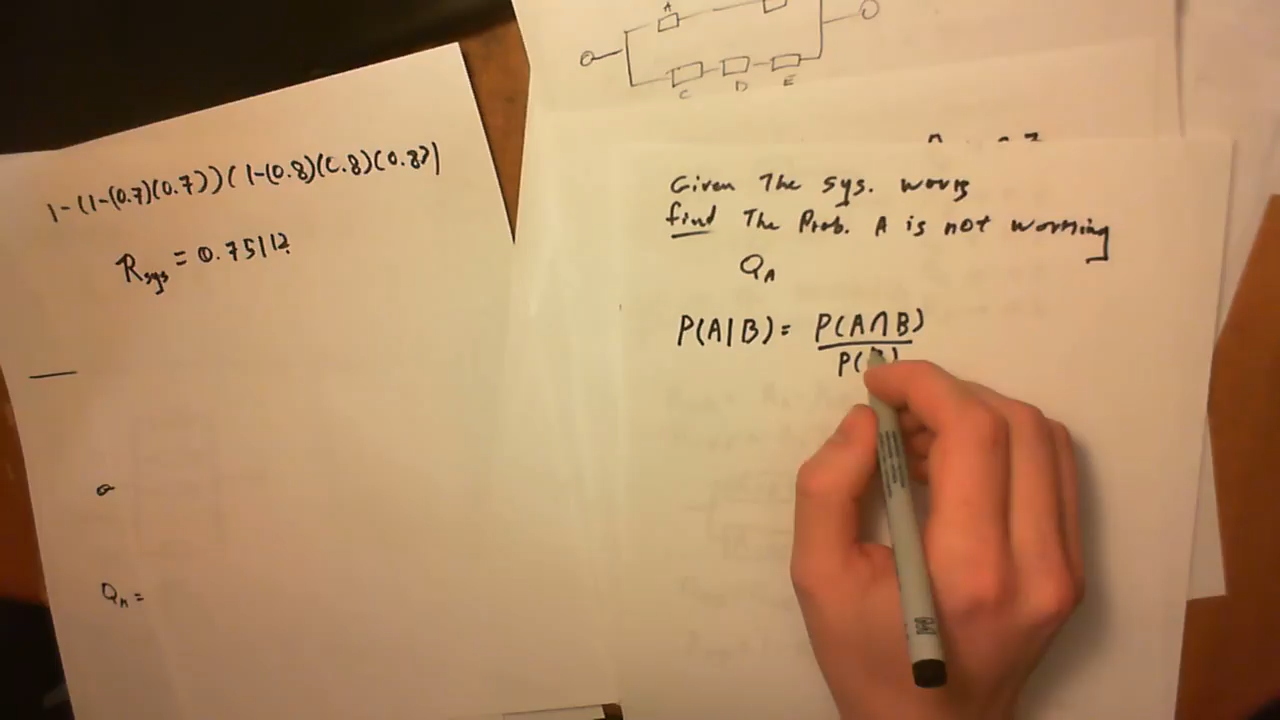 A
C D E
1-(1-(0.7)(0.7))(1-(0.8)(0.8)(0.8)
Rsys = 0.75112
QA =
Given The sys. works
find The Prob. A is not working
QA
P(A|B) = P(A∩B)
P(B)